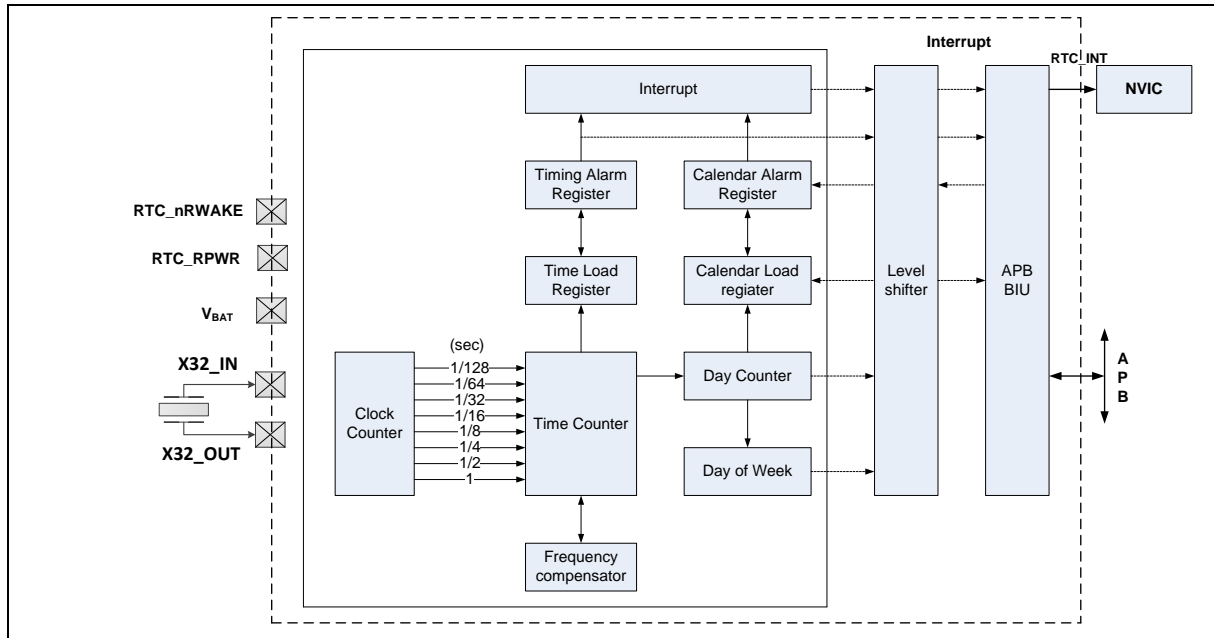 Interrupt
RTC_INT
NVIC
Interrupt
Timing Alarm
Register
Calendar Alarm
Register
RTC_nRWAKE
RTC_RPWR
VBAT
X32_IN
X32_OUT
Time Load
Register
Calendar Load
regiater
Level
shifter
APB
BIU
(sec)
1/128
1/64
1/32
1/16
1/8
1/4
1/2
1
Clock
Counter
Time Counter
Day Counter
Day of Week
Frequency
compensator
A
P
B